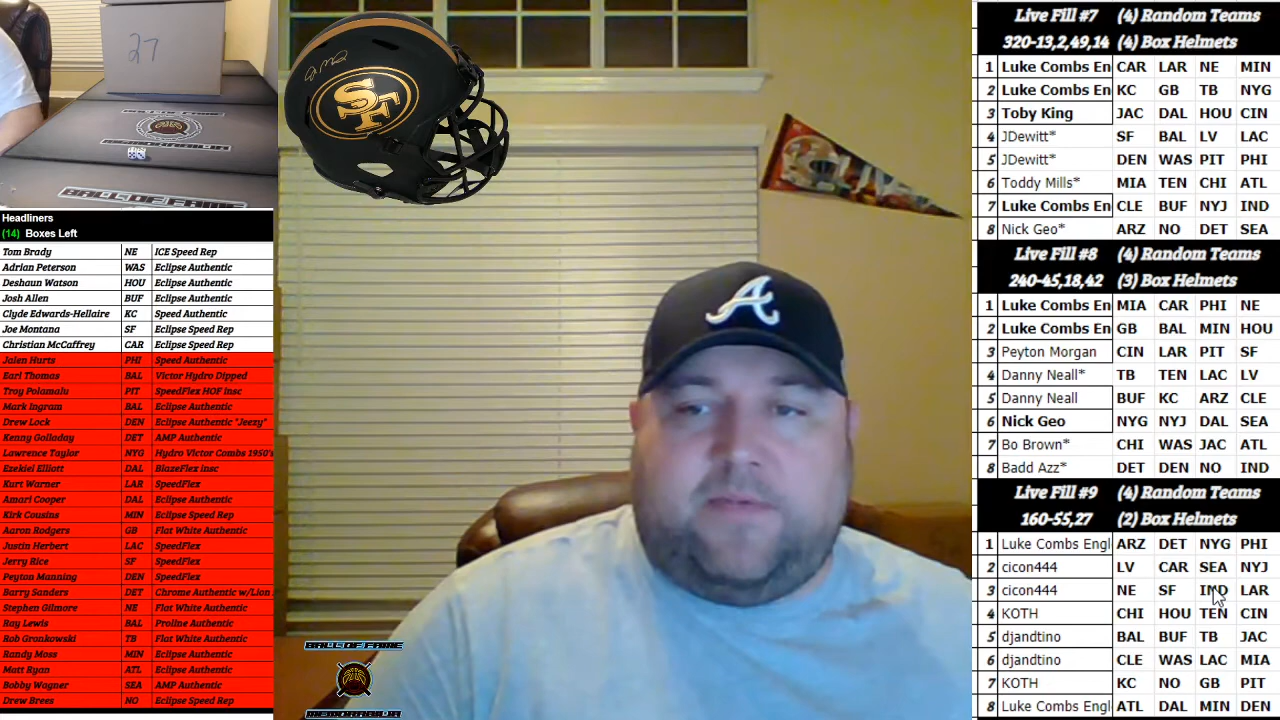 27
BALL OF FAME
MEMORABILIA
BALL OF FAME
Headliners
(14) Boxes Left
Tom Brady NE ICE Speed Rep
Adrian Peterson WAS Eclipse Authentic
Deshaun Watson HOU Eclipse Authentic
Josh Allen BUF Eclipse Authentic
Clyde Edwards-Hellaire KC Speed Authentic
Joe Montana SF Eclipse Speed Rep
Christian McCaffrey CAR Eclipse Speed Rep
Jalen Hurts PHI Speed Authentic
Earl Thomas BAL Victor Hydro Dipped
Troy Polamalu PIT SpeedFlex HOF insc
Mark Ingram BAL Eclipse Authentic
Drew Lock DEN Eclipse Authentic "Jeezy"
Kenny Golladay DET AMP Authentic
Lawrence Taylor NYG Hydro Victor Combs 1950's
Ezekiel Elliott DAL BlazeFlex insc
Kurt Warner LAR SpeedFlex
Amari Cooper DAL Eclipse Authentic
Kirk Cousins MIN Eclipse Speed Rep
Aaron Rodgers GB Flat White Authentic
Justin Herbert LAC SpeedFlex
Jerry Rice SF SpeedFlex
Peyton Manning DEN SpeedFlex
Barry Sanders DET Chrome Authentic w/Lion
Stephen Gilmore NE Flat White Authentic
Ray Lewis BAL Proline Authentic
Rob Gronkowski TB Flat White Authentic
Randy Moss MIN Eclipse Authentic
Matt Ryan ATL Eclipse Authentic
Bobby Wagner SEA AMP Authentic
Drew Brees NO Eclipse Speed Rep
SF
A
BALL OF FAME
MEMORABILIA
Live Fill #7 (4) Random Teams
320-13,2,49,14 (4) Box Helmets
1 Luke Combs En CAR LAR NE MIN
2 Luke Combs En KC GB TB NYG
3 Toby King JAC DAL HOU CIN
4 JDewitt* SF BAL LV LAC
5 JDewitt* DEN WAS PIT PHI
6 Toddy Mills* MIA TEN CHI ATL
7 Luke Combs En CLE BUF NYJ IND
8 Nick Geo* ARZ NO DET SEA
Live Fill #8 (4) Random Teams
240-45,18,42 (3) Box Helmets
1 Luke Combs En MIA CAR PHI NE
2 Luke Combs En GB BAL MIN HOU
3 Peyton Morgan CIN LAR PIT SF
4 Danny Neall* TB TEN LAC LV
5 Danny Neall BUF KC ARZ CLE
6 Nick Geo NYG NYJ DAL SEA
7 Bo Brown* CHI WAS JAC ATL
8 Badd Azz* DET DEN NO IND
Live Fill #9 (4) Random Teams
160-55,27 (2) Box Helmets
1 Luke Combs Engl ARZ DET NYG PHI
2 cicon444 LV CAR SEA NYJ
3 cicon444 NE SF IND LAR
4 KOTH CHI HOU TEN CIN
5 djandtino BAL BUF TB JAC
6 djandtino CLE WAS LAC MIA
7 KOTH KC NO GB PIT
8 Luke Combs Engl ATL DAL MIN DEN